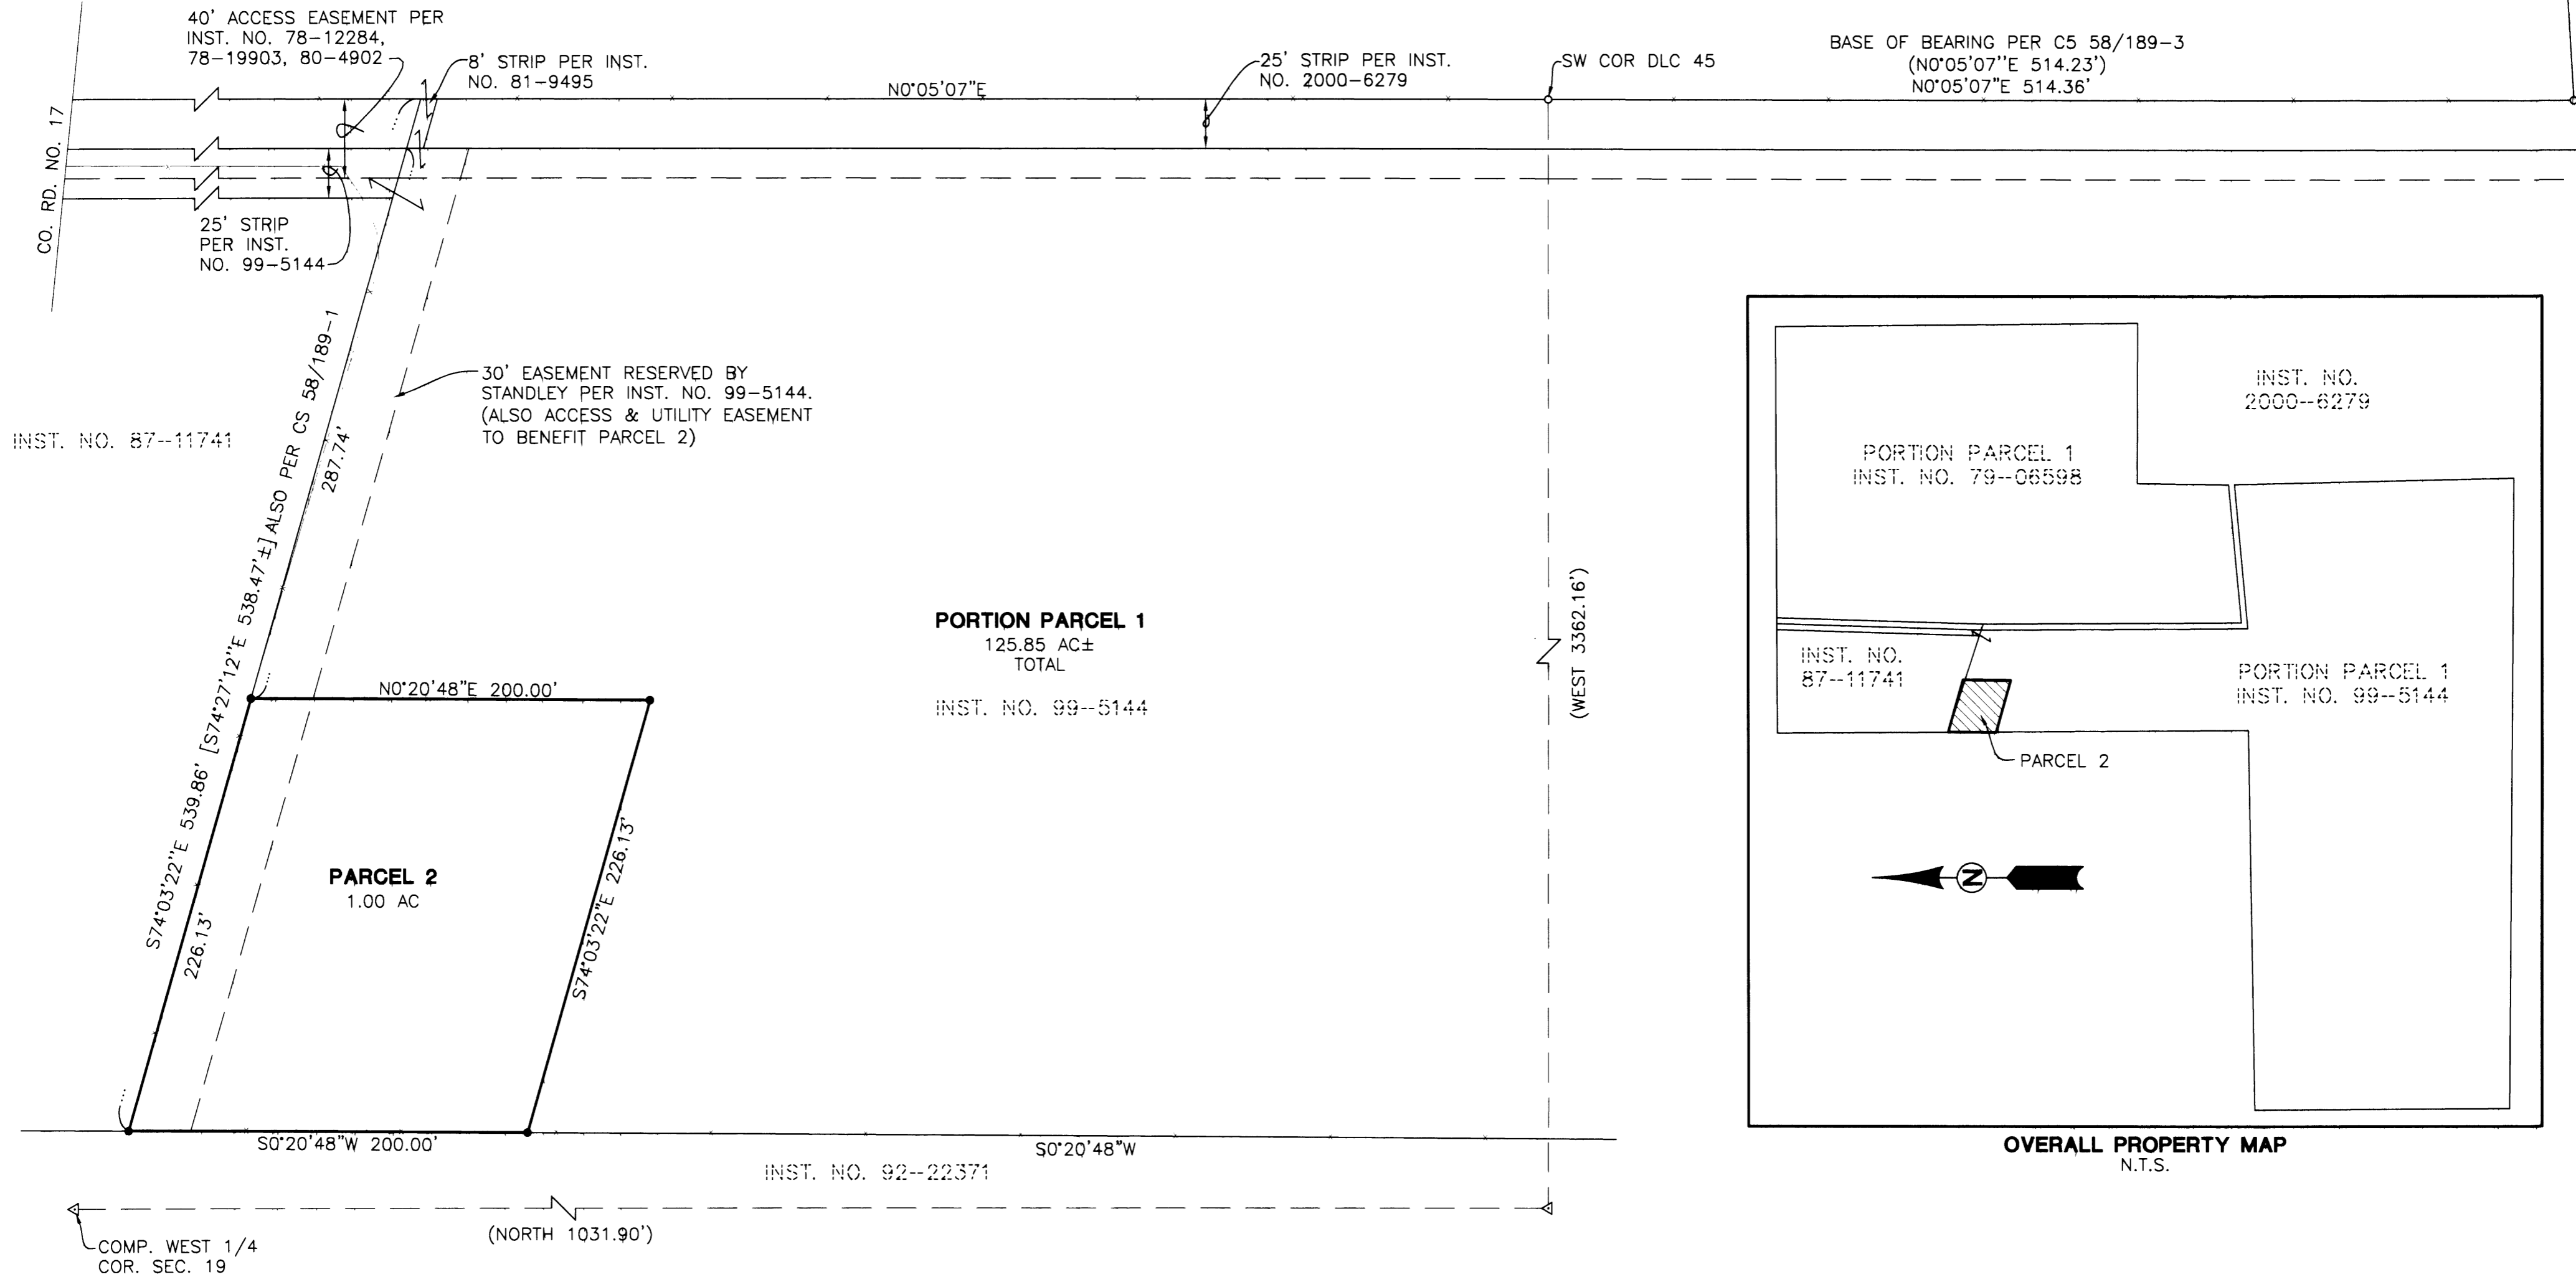 40' ACCESS EASEMENT PER
INST. NO. 78-12284,
78-19903, 80-4902
8' STRIP PER INST.
NO. 81-9495
25' STRIP PER INST.
NO. 2000-6279
SW COR DLC 45
BASE OF BEARING PER C5 58/189-3
(N0°05'07"E 514.23')
N0°05'07"E 514.36'
N0°05'07"E
CO. RD. NO. 17
25' STRIP
PER INST.
NO. 99-5144
30' EASEMENT RESERVED BY
STANDLEY PER INST. NO. 99-5144.
(ALSO ACCESS & UTILITY EASEMENT
TO BENEFIT PARCEL 2)
INST. NO. 87-11741
S74°03'22"E 539.86' [S74°27'12"E 538.47'±] ALSO PER CS 58/189-1
287.74'
N0°20'48"E 200.00'
PORTION PARCEL 1
125.85 AC±
TOTAL
INST. NO. 99-5144
(WEST 3362.16')
PARCEL 2
1.00 AC
226.13'
S74°03'22"E 226.13'
S0°20'48"W 200.00'
S0°20'48"W
INST. NO. 92-22371
(NORTH 1031.90')
COMP. WEST 1/4
COR. SEC. 19
INST. NO.
2000-6279
PORTION PARCEL 1
INST. NO. 79-06598
INST. NO.
87-11741
PORTION PARCEL 1
INST. NO. 99-5144
PARCEL 2
N
OVERALL PROPERTY MAP
N.T.S.